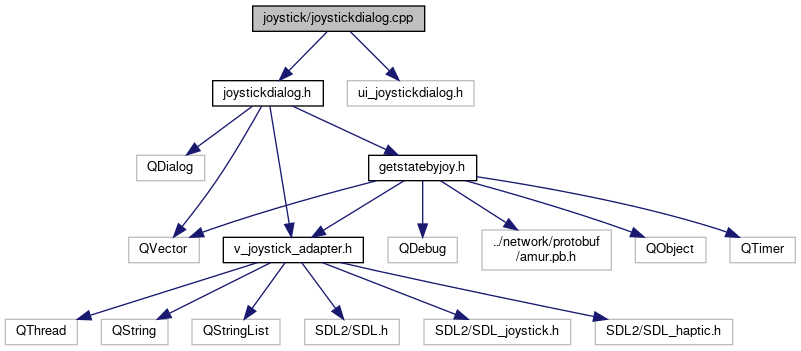 joystick/joystickdialog.cpp
joystickdialog.h
ui_joystickdialog.h
QDialog
getstatebyjoy.h
QVector
v_joystick_adapter.h
QDebug
../network/protobuf
/amur.pb.h
QObject
QTimer
QThread
QString
QStringList
SDL2/SDL.h
SDL2/SDL_joystick.h
SDL2/SDL_haptic.h